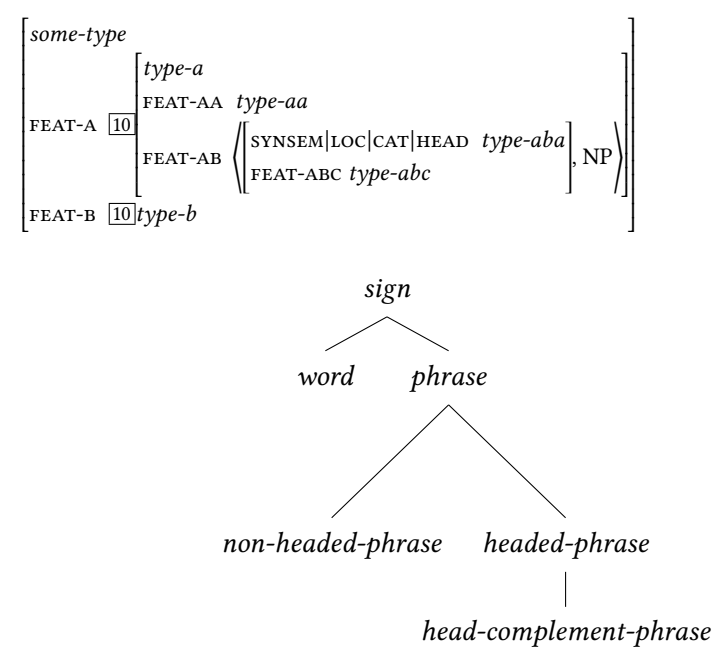 some-type
type-a
FEAT-AA type-aa
FEAT-A 10
SYNSEM|LOC|CAT|HEAD type-aba
FEAT-AB ⟨ , NP⟩
FEAT-ABC type-abc
FEAT-B 10 type-b
sign
word phrase
non-headed-phrase headed-phrase
head-complement-phrase